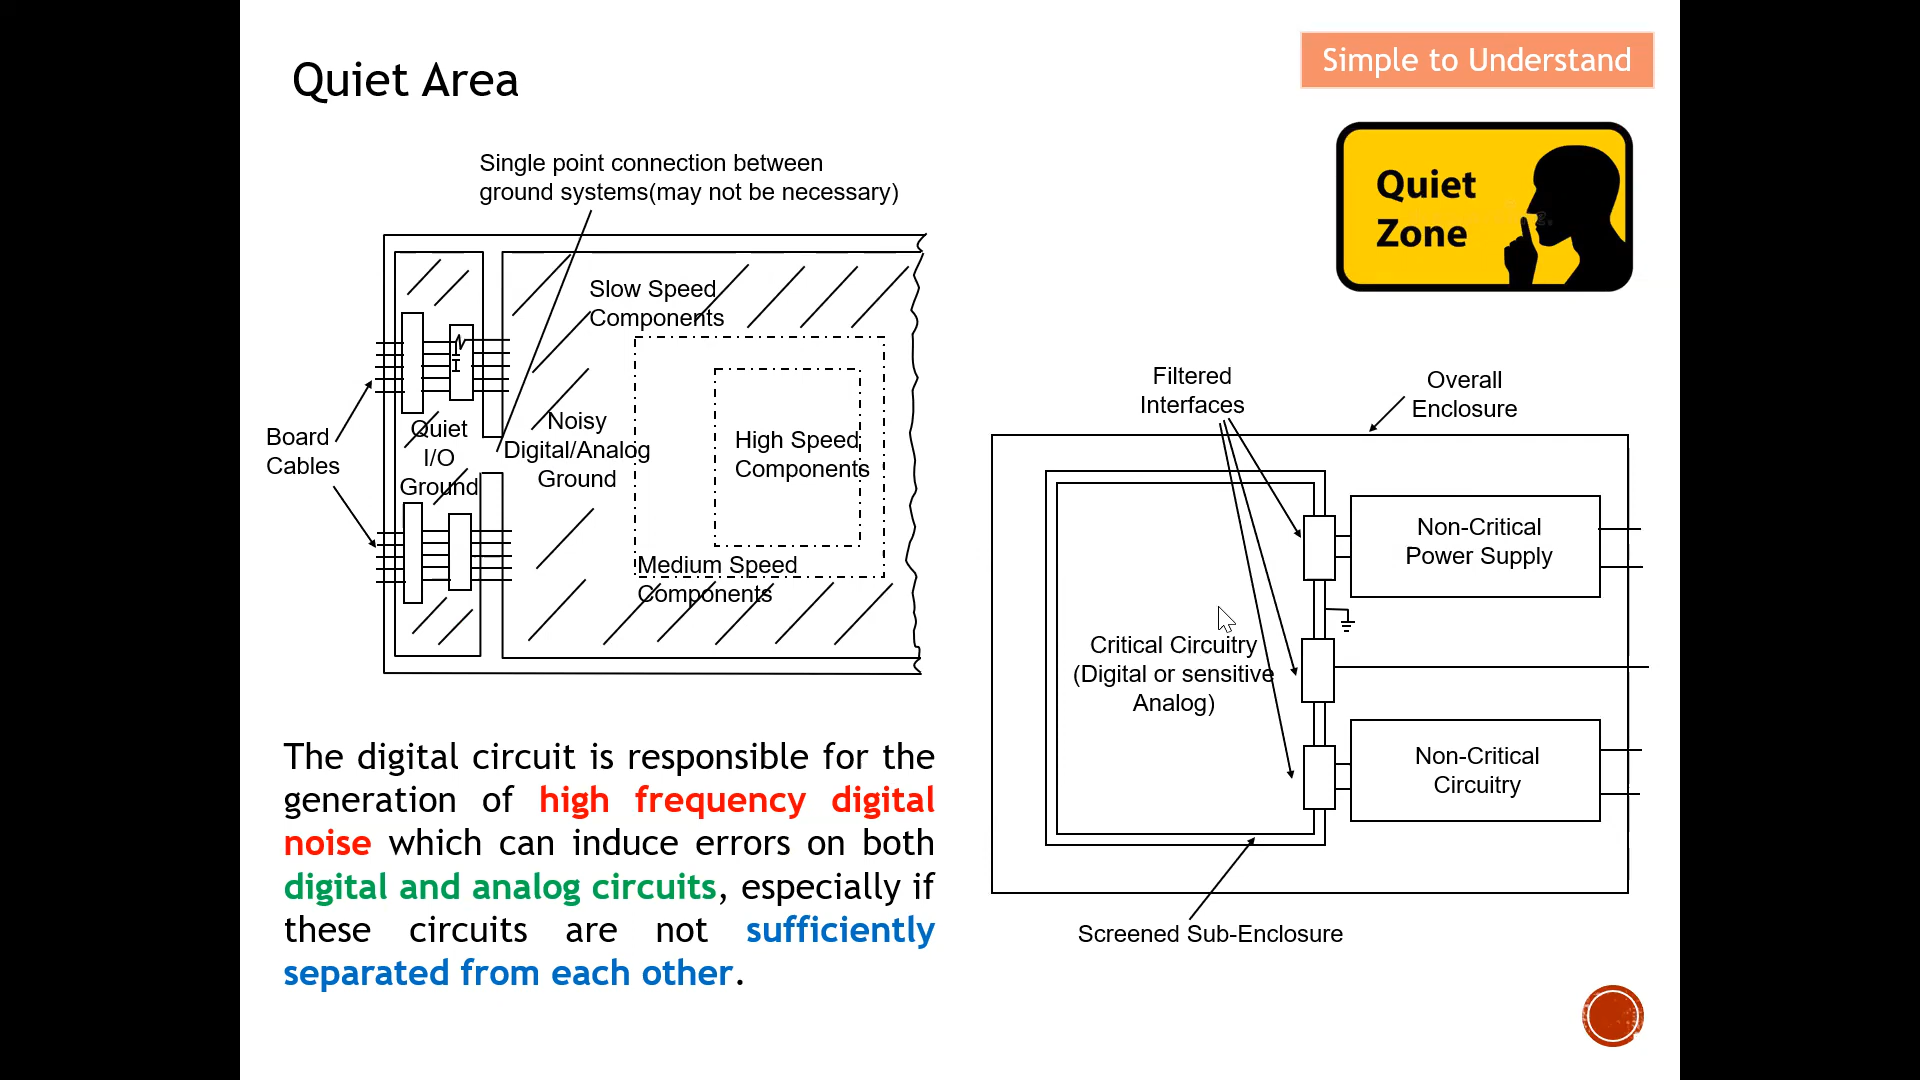 Quiet Area
Simple to Understand
Quiet
Zone
Single point connection between
ground systems(may not be necessary)
Slow Speed
Components
Board
Cables
Quiet
I/O
Ground
Noisy
Digital/Analog
Ground
High Speed
Components
Medium Speed
Components
Filtered
Interfaces
Overall
Enclosure
Non-Critical
Power Supply
Critical Circuitry
(Digital or sensitive
Analog)
Non-Critical
Circuitry
Screened Sub-Enclosure
The digital circuit is responsible for the
generation of high frequency digital
noise which can induce errors on both
digital and analog circuits, especially if
these circuits are not sufficiently
separated from each other.